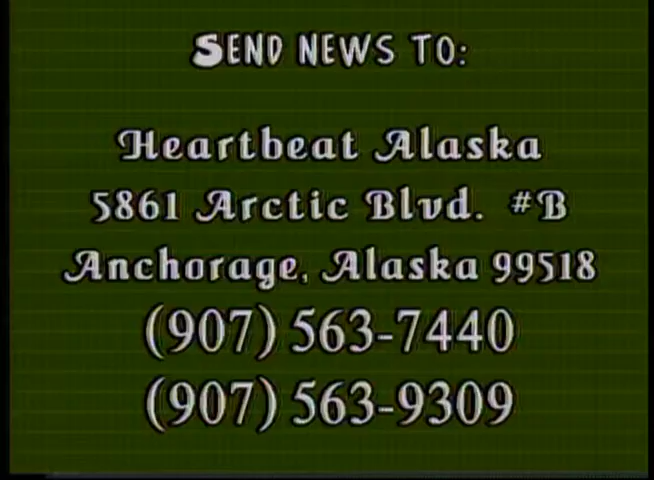 SEND NEWS TO:
Heartbeat Alaska
5861 Arctic Blvd. #B
Anchorage, Alaska 99518
(907) 563-7440
(907) 563-9309